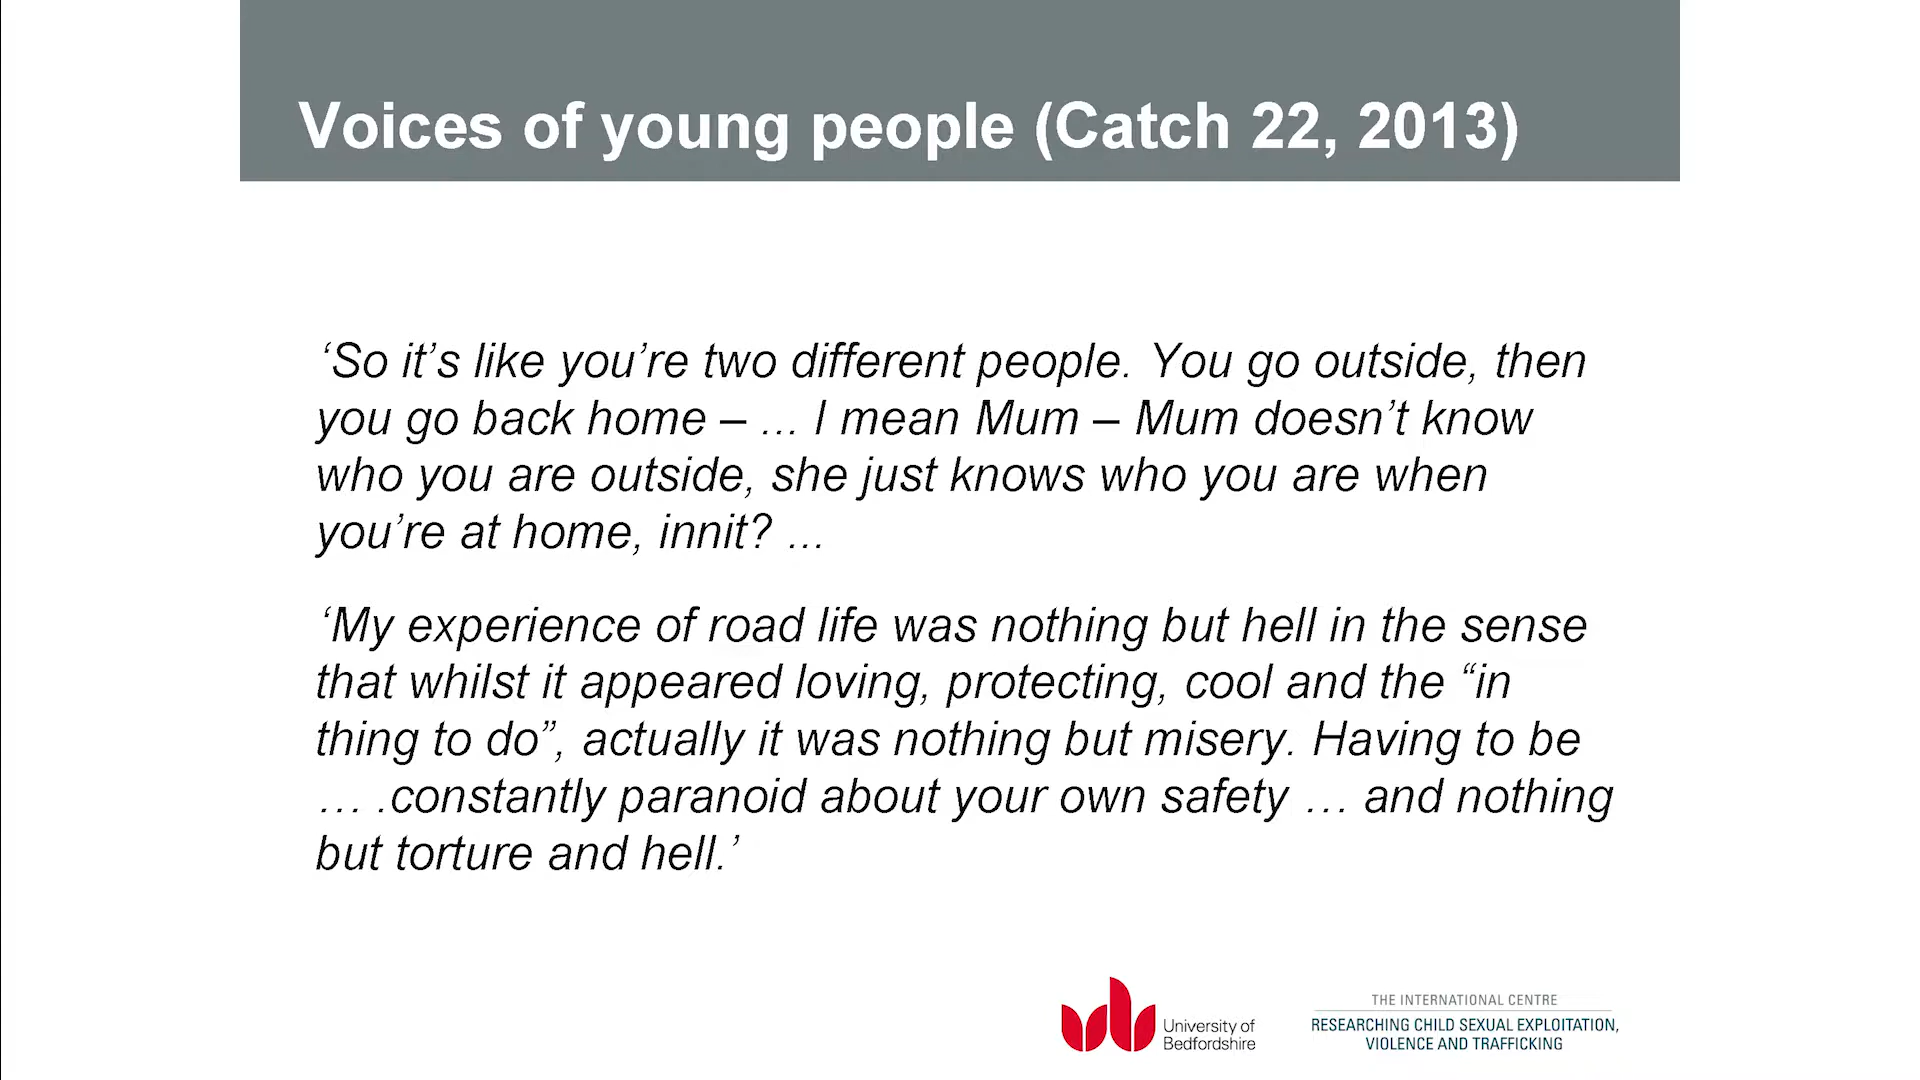 Voices of young people (Catch 22, 2013)
‘So it’s like you’re two different people. You go outside, then
you go back home – ... I mean Mum – Mum doesn’t know
who you are outside, she just knows who you are when
you’re at home, innit? ...
‘My experience of road life was nothing but hell in the sense
that whilst it appeared loving, protecting, cool and the “in
thing to do”, actually it was nothing but misery. Having to be
… .constantly paranoid about your own safety … and nothing
but torture and hell.’
University of
Bedfordshire
THE INTERNATIONAL CENTRE
RESEARCHING CHILD SEXUAL EXPLOITATION,
VIOLENCE AND TRAFFICKING